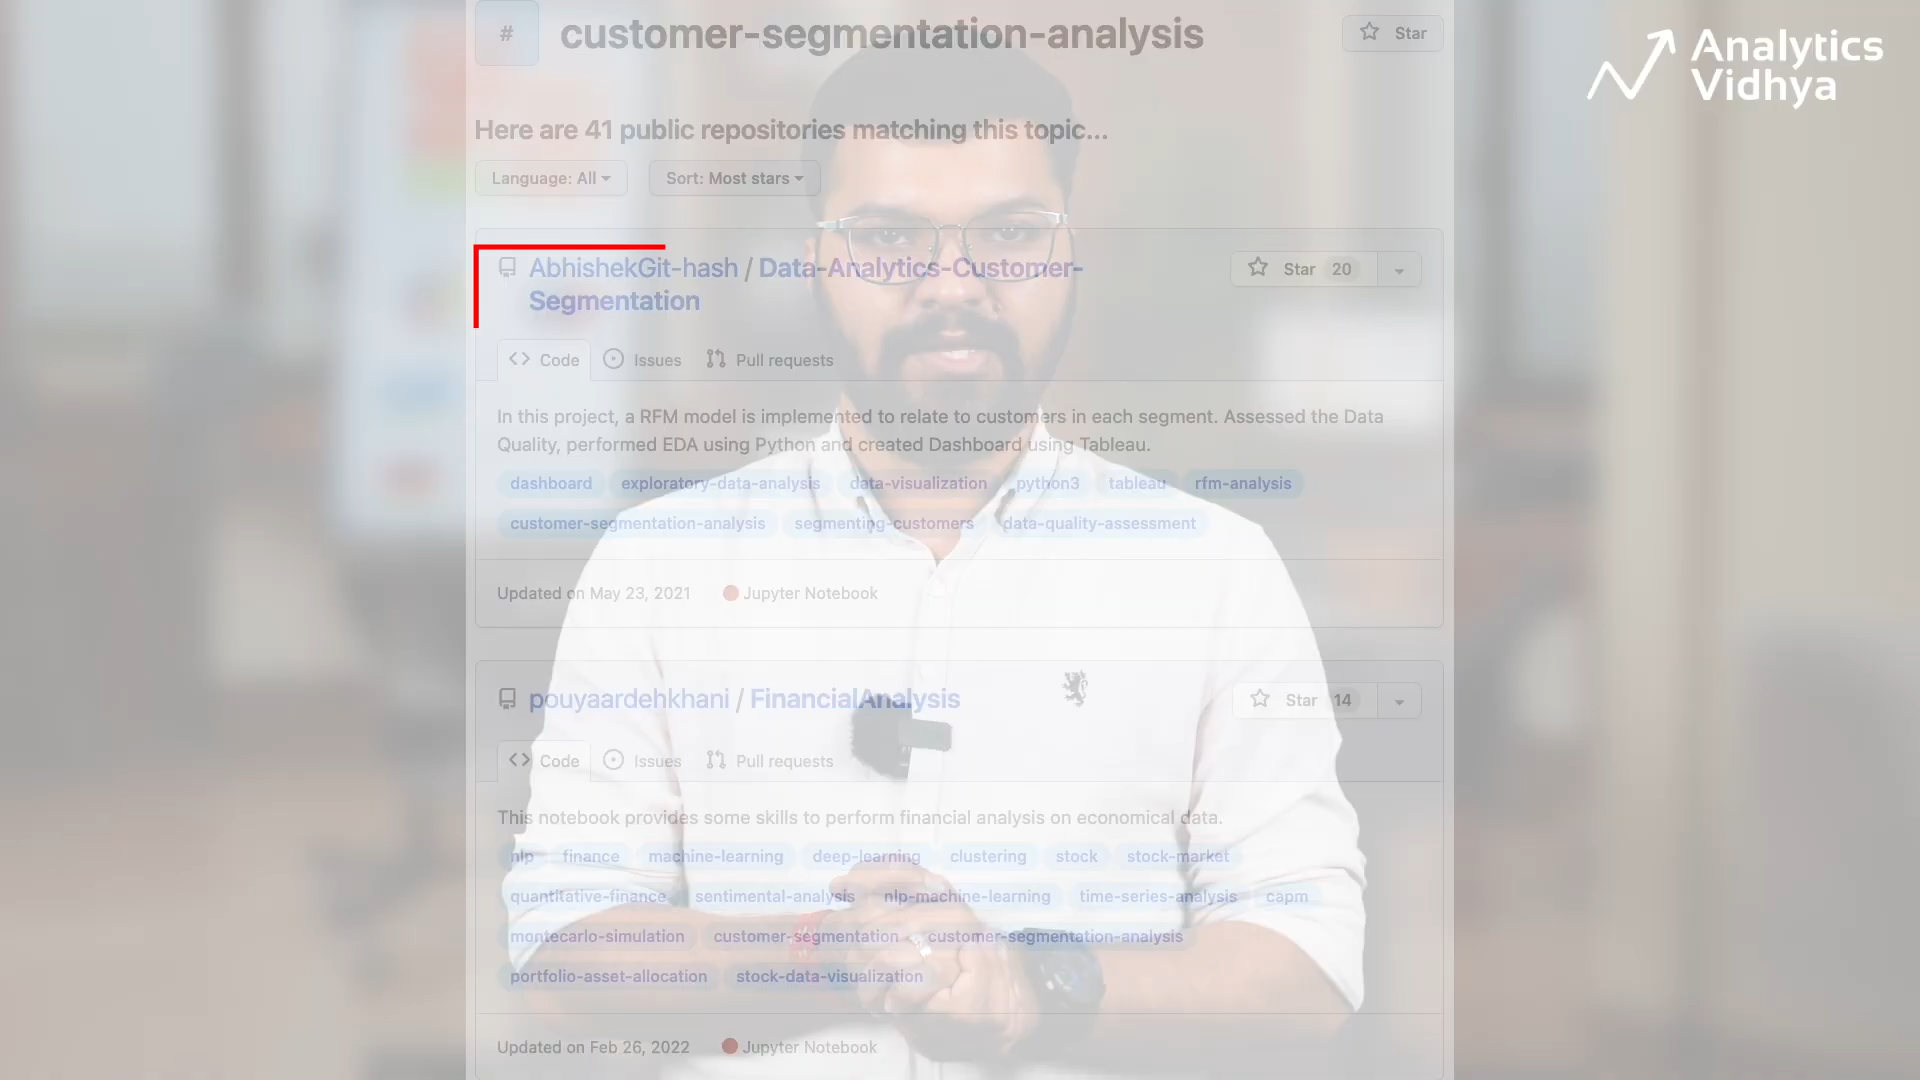 # customer-segmentation-analysis
Star
Analytics
Vidhya
Here are 41 public repositories matching this topic...
Language: All
Sort: Most stars
AbhishekGit-hash / Data-Analytics-Customer-
Segmentation
Star 20
Code Issues Pull requests
In this project, a RFM model is implemented to relate to customers in each segment. Assessed the Data
Quality, performed EDA using Python and created Dashboard using Tableau.
dashboard exploratory-data-analysis data-visualization python3 tableau rfm-analysis
customer-segmentation-analysis segmenting-customers data-quality-assessment
Updated on May 23, 2021 Jupyter Notebook
pouyaardehkhani / FinancialAnalysis
Star 14
Code Issues Pull requests
This notebook provides some skills to perform financial analysis on economical data.
nlp finance machine-learning deep-learning clustering stock stock-market
quantitative-finance sentimental-analysis nlp-machine-learning time-series-analysis capm
montecarlo-simulation customer-segmentation customer-segmentation-analysis
portfolio-asset-allocation stock-data-visualization
Updated on Feb 26, 2022 Jupyter Notebook